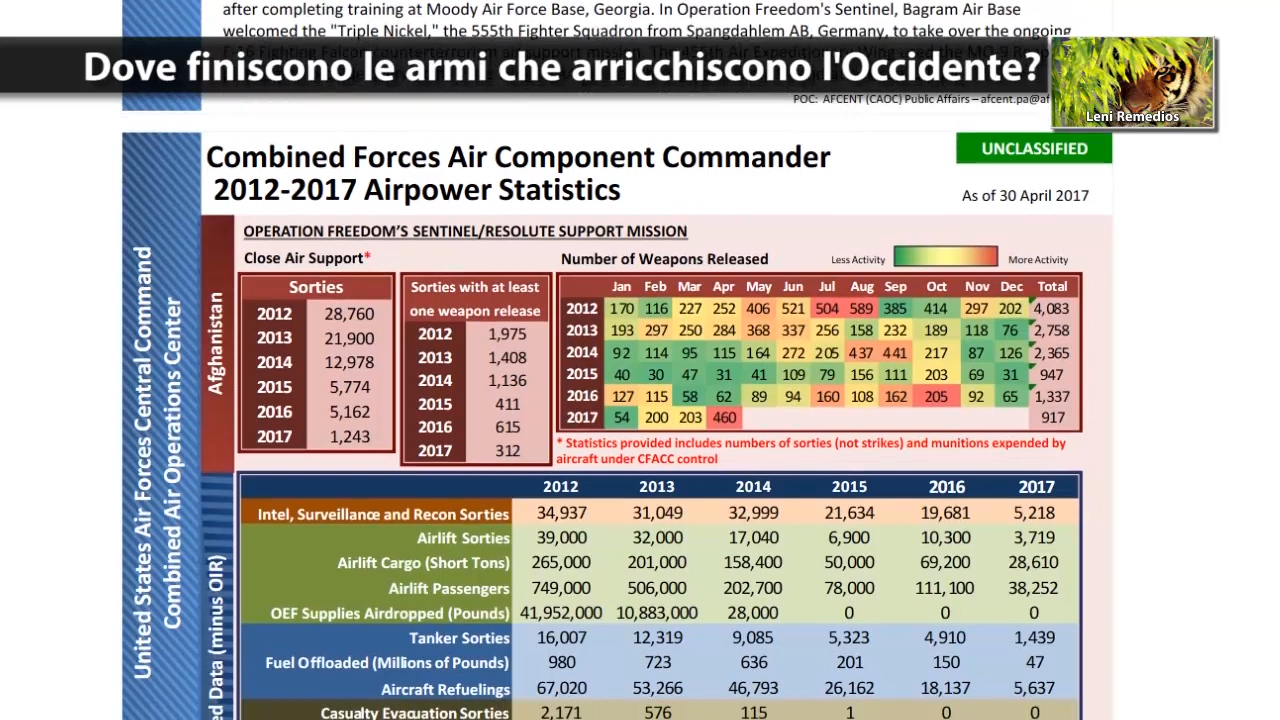 after completing training at Moody Air Force Base, Georgia. In Operation Freedom's Sentinel, Bagram Air Base
welcomed the "Triple Nickel," the 555th Fighter Squadron from Spangdahlem AB, Germany, to take over the ongoing
Dove finiscono le armi che arricchiscono l'Occidente?
Leni Remedios
POC: AFCENT (CAOC) Public Affairs – afcent.pa@af
Combined Forces Air Component Commander
UNCLASSIFIED
2012-2017 Airpower Statistics
As of 30 April 2017
United States Air Forces Central Command
Combined Air Operations Center
Afghanistan
OPERATION FREEDOM'S SENTINEL/RESOLUTE SUPPORT MISSION
Close Air Support*
Sorties
2012 28,760
2013 21,900
2014 12,978
2015 5,774
2016 5,162
2017 1,243
Sorties with at least
one weapon release
2012 1,975
2013 1,408
2014 1,136
2015 411
2016 615
2017 312
Number of Weapons Released Less Activity More Activity
Jan Feb Mar Apr May Jun Jul Aug Sep Oct Nov Dec Total
2012 170 116 227 252 406 521 504 589 385 414 297 202 4,083
2013 193 297 250 284 368 337 256 158 232 189 118 76 2,758
2014 92 114 95 115 164 272 205 437 441 217 87 126 2,365
2015 40 30 47 31 41 109 79 156 111 203 69 31 947
2016 127 115 58 62 89 94 160 108 162 205 92 65 1,337
2017 54 200 203 460 917
* Statistics provided includes numbers of sorties (not strikes) and munitions expended by
aircraft under CFACC control
ed Data (minus OIR)
2012 2013 2014 2015 2016 2017
Intel, Surveillance and Recon Sorties 34,937 31,049 32,999 21,634 19,681 5,218
Airlift Sorties 39,000 32,000 17,040 6,900 10,300 3,719
Airlift Cargo (Short Tons) 265,000 201,000 158,400 50,000 69,200 28,610
Airlift Passengers 749,000 506,000 202,700 78,000 111,100 38,252
OEF Supplies Airdropped (Pounds) 41,952,000 10,883,000 28,000 0 0 0
Tanker Sorties 16,007 12,319 9,085 5,323 4,910 1,439
Fuel Offloaded (Millions of Pounds) 980 723 636 201 150 47
Aircraft Refuelings 67,020 53,266 46,793 26,162 18,137 5,637
Casualty Evacuation Sorties 2,171 576 115 1 0 0